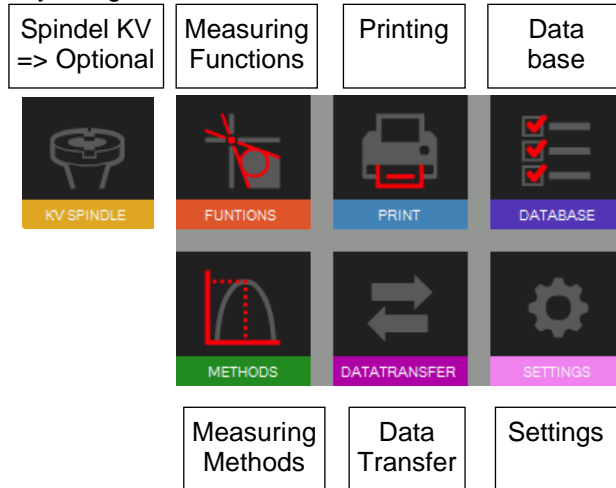 Spindel KV
=> Optional
Measuring
Functions
Printing
Data
base
KV SPINDLE
FUNTIONS
PRINT
DATABASE
METHODS
DATATRANSFER
SETTINGS
Measuring
Methods
Data
Transfer
Settings